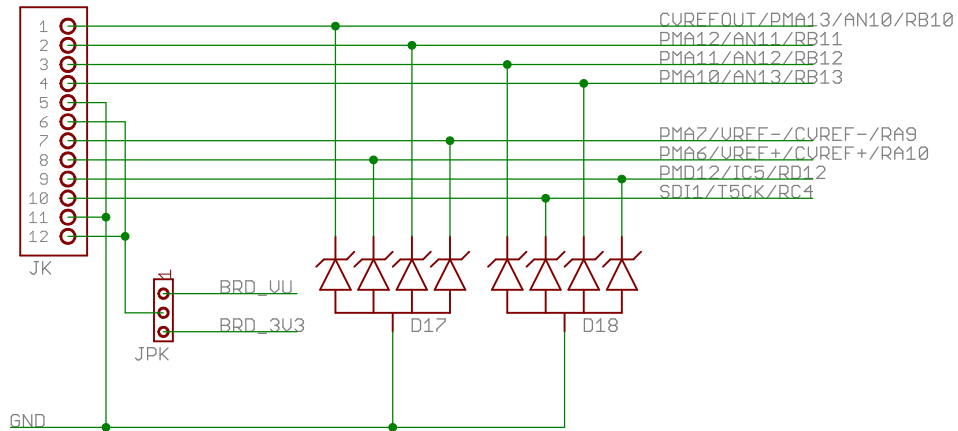 CVREFOUT/PMA13/AN10/RB10
1
PMA12/AN11/RB11
2
PMA11/AN12/RB12
3
PMA10/AN13/RB13
4
5
6
PMA7/VREF-/CVREF-/RA9
7
PMA6/VREF+/CVREF+/RA10
8
PMD12/IC5/RD12
9
SDI1/T5CK/RC4
10
11
12
JK
1
BRD_VU
BRD_3V3
D17
D18
JPK
GND